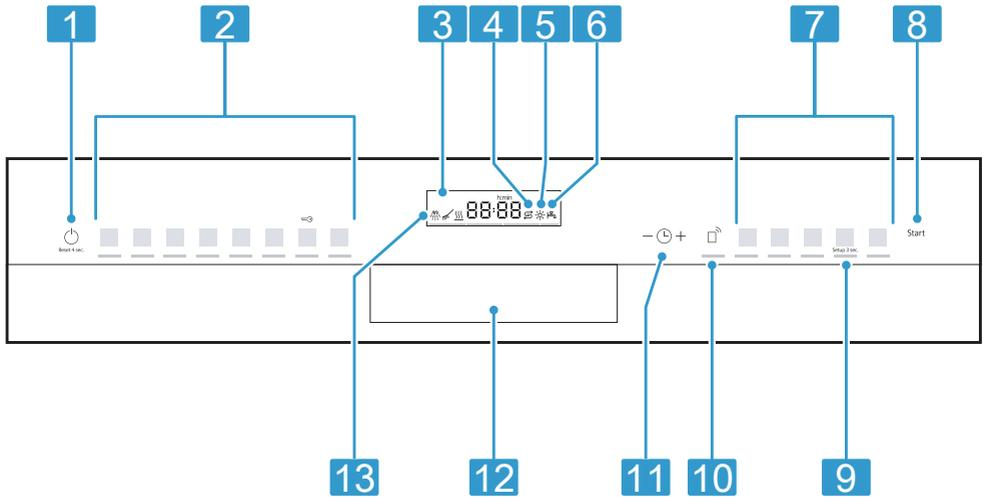 1 2 3 4 5 6 7 8
h:min
88:88
Reset 4 sec.
- +
Setup 3 sec.
Start
13 12 11 10 9